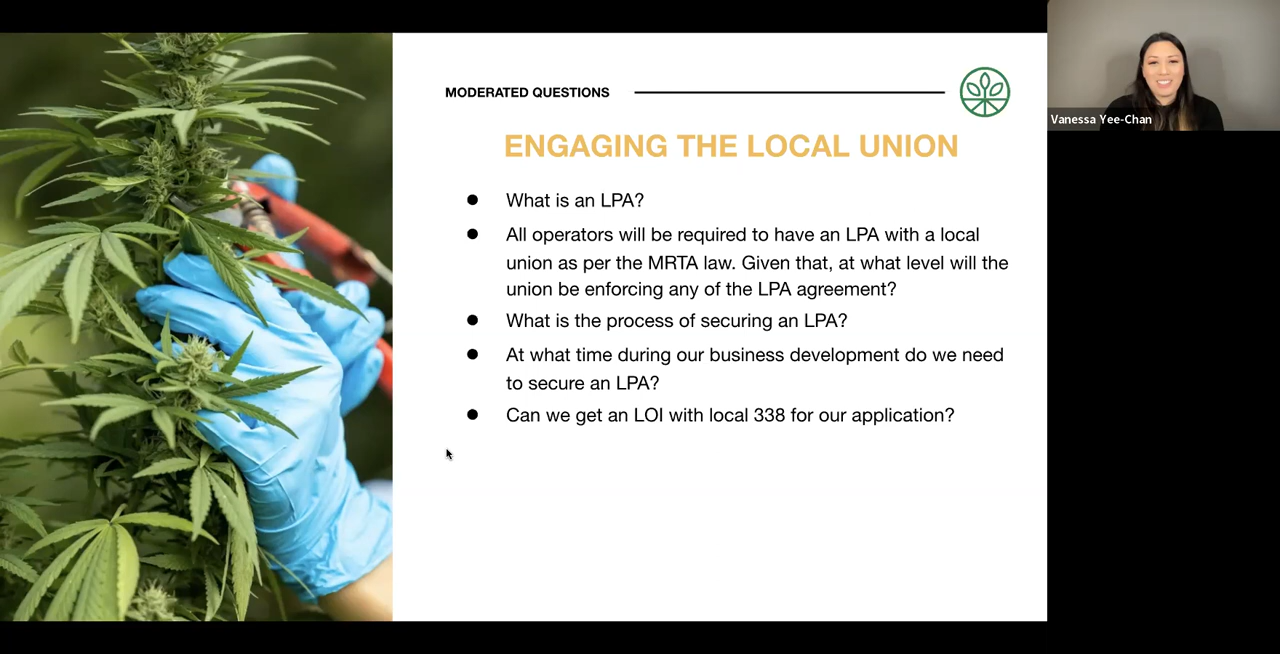 MODERATED QUESTIONS
ENGAGING THE LOCAL UNION
● What is an LPA?
● All operators will be required to have an LPA with a local
union as per the MRTA law. Given that, at what level will the
union be enforcing any of the LPA agreement?
● What is the process of securing an LPA?
● At what time during our business development do we need
to secure an LPA?
● Can we get an LOI with local 338 for our application?
Vanessa Yee-Chan